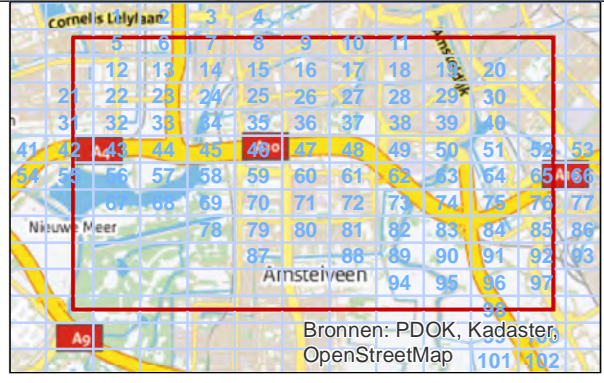 Cornelis Lelylaan
1 2 3 4
5 6 7 8 9 10 11
Amsteldijk
12 13 14 15 16 17 18 19 20
21 22 23 24 25 26 27 28 29 30
31 32 33 34 35 36 37 38 39 40
41 42 43 44 45 46 47 48 49 50 51 52 53
A4
A10
54 55 56 57 58 59 60 61 62 63 64 65 66
67 68 69 70 71 72 73 74 75 76 77
Nieuwe Meer
78 79 80 81 82 83 84 85 86
87 88 89 90 91 92 93
Amstelveen
94 95 96 97
98
A9
Bronnen: PDOK, Kadaster,
OpenStreetMap
101 102